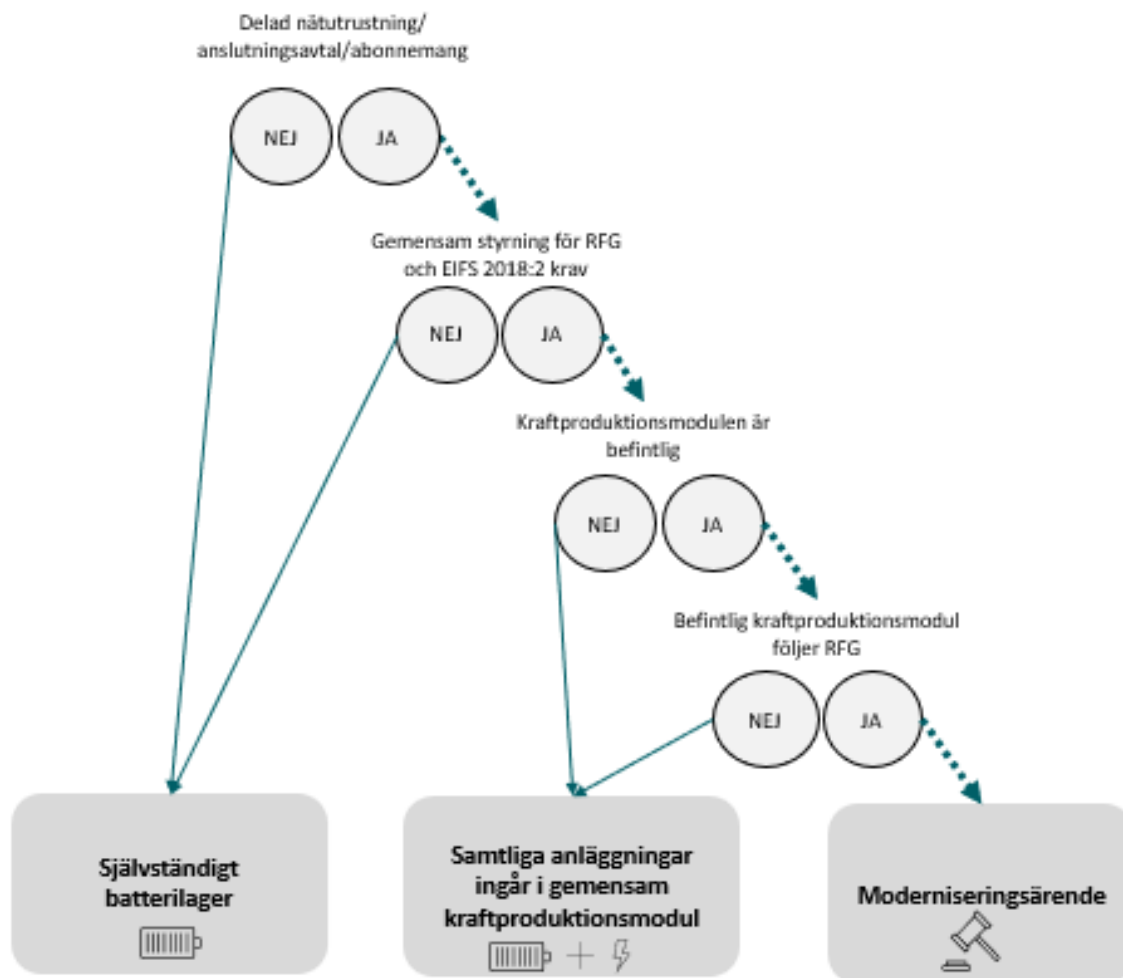 Delad nätutrustning/
anslutningsavtal/abonnemang
NEJ
JA
Gemensam styrning för RFG
och EIFS 2018:2 krav
NEJ
JA
Kraftproduktionsmodulen är
befintlig
NEJ
JA
Befintlig kraftproduktionsmodul
följer RFG
NEJ
JA
Självständigt
batterilager
Samtliga anläggningar
ingår i gemensam
kraftproduktionsmodul
Moderniseringsärende